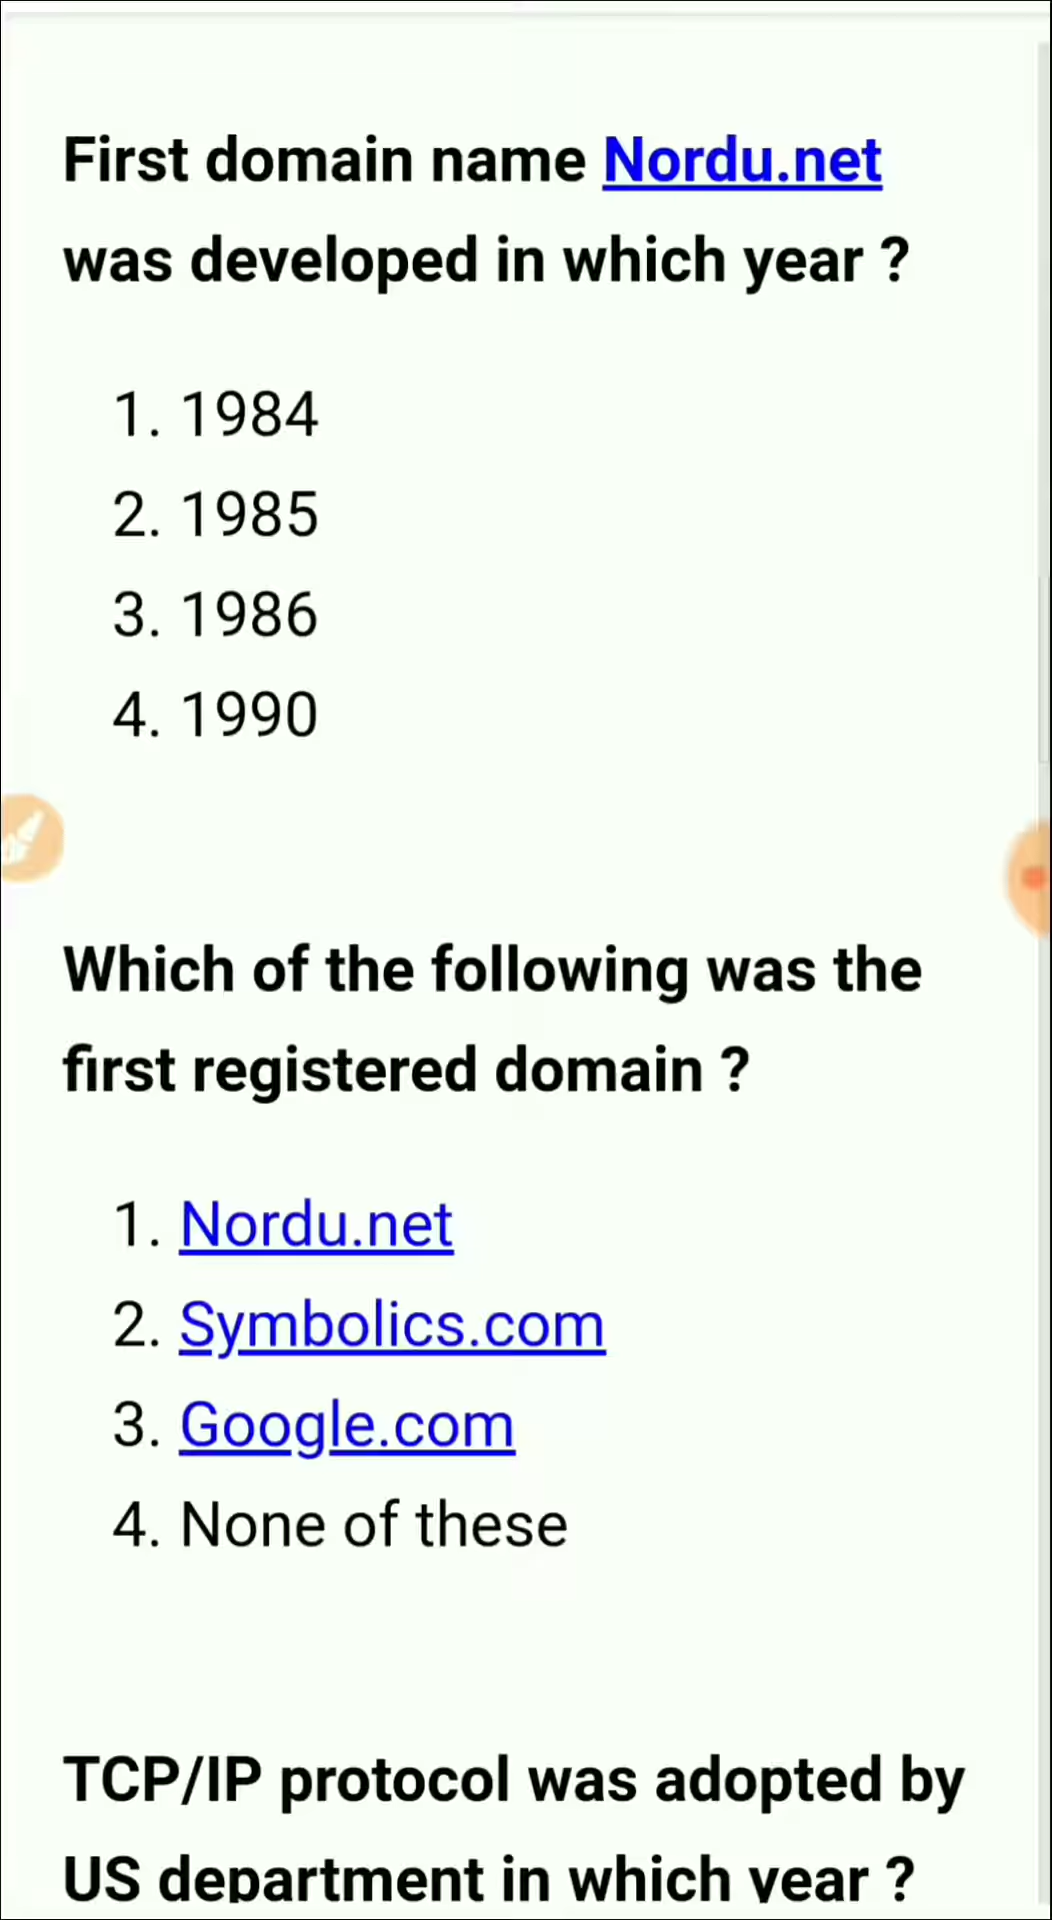 First domain name Nordu.net
was developed in which year ?
1. 1984
2. 1985
3. 1986
4. 1990
Which of the following was the
first registered domain ?
1. Nordu.net
2. Symbolics.com
3. Google.com
4. None of these
TCP/IP protocol was adopted by
US department in which year ?